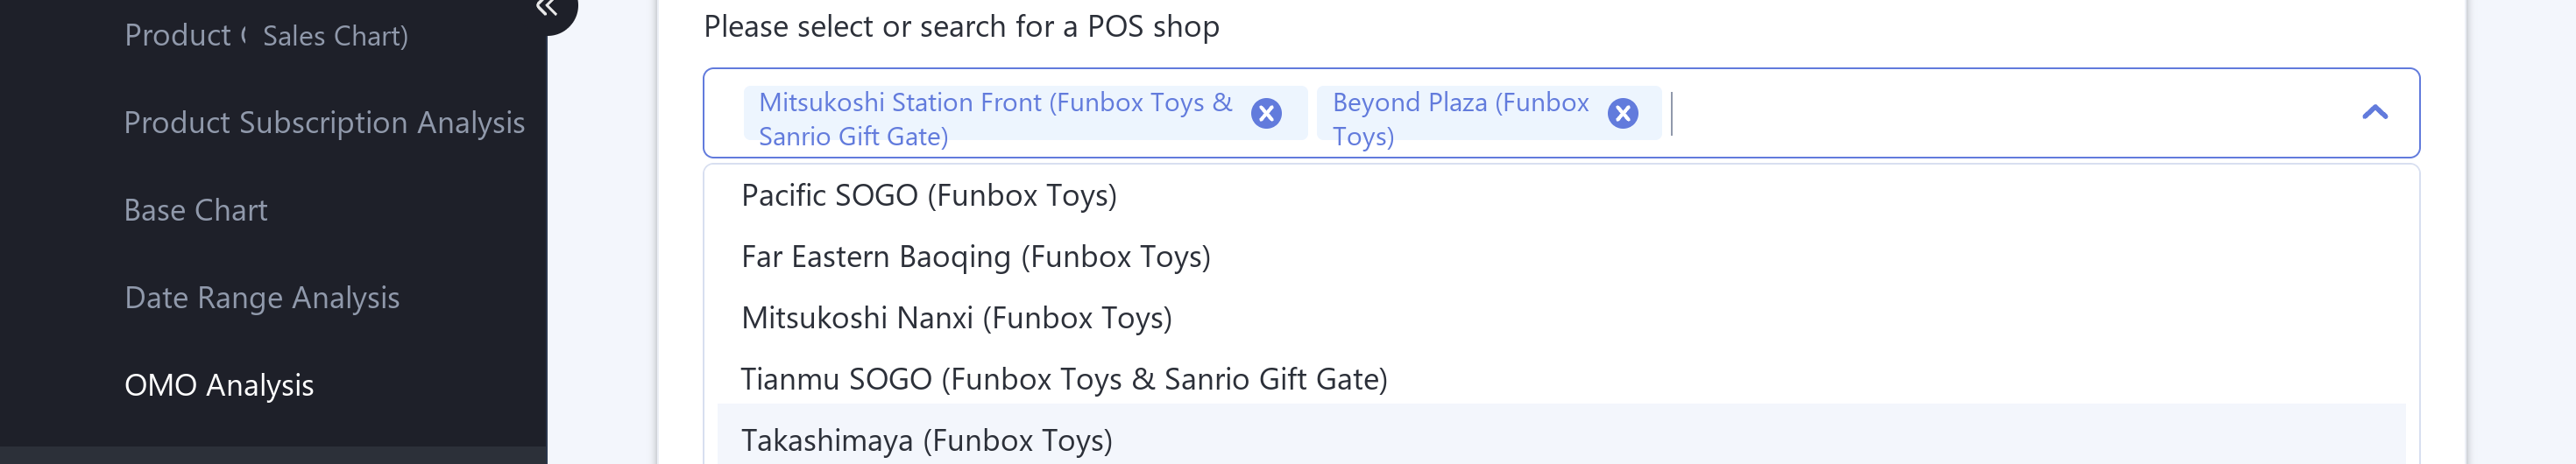 Product ( Sales Chart)
Product Subscription Analysis
Base Chart
Date Range Analysis
OMO Analysis
Please select or search for a POS shop
Mitsukoshi Station Front (Funbox Toys &
Sanrio Gift Gate)
Beyond Plaza (Funbox
Toys)
Pacific SOGO (Funbox Toys)
Far Eastern Baoqing (Funbox Toys)
Mitsukoshi Nanxi (Funbox Toys)
Tianmu SOGO (Funbox Toys & Sanrio Gift Gate)
Takashimaya (Funbox Toys)